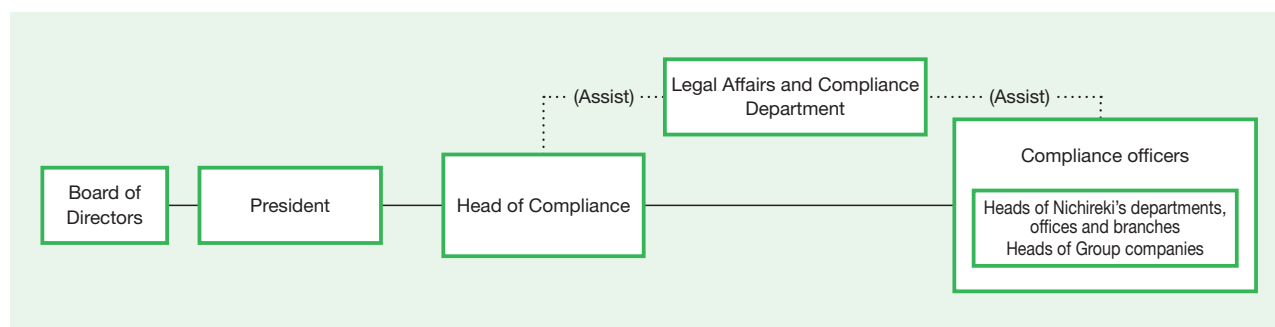 Board of
Directors
President
Head of Compliance
(Assist)
Legal Affairs and Compliance
Department
(Assist)
Compliance officers
Heads of Nichireki’s departments,
offices and branches
Heads of Group companies